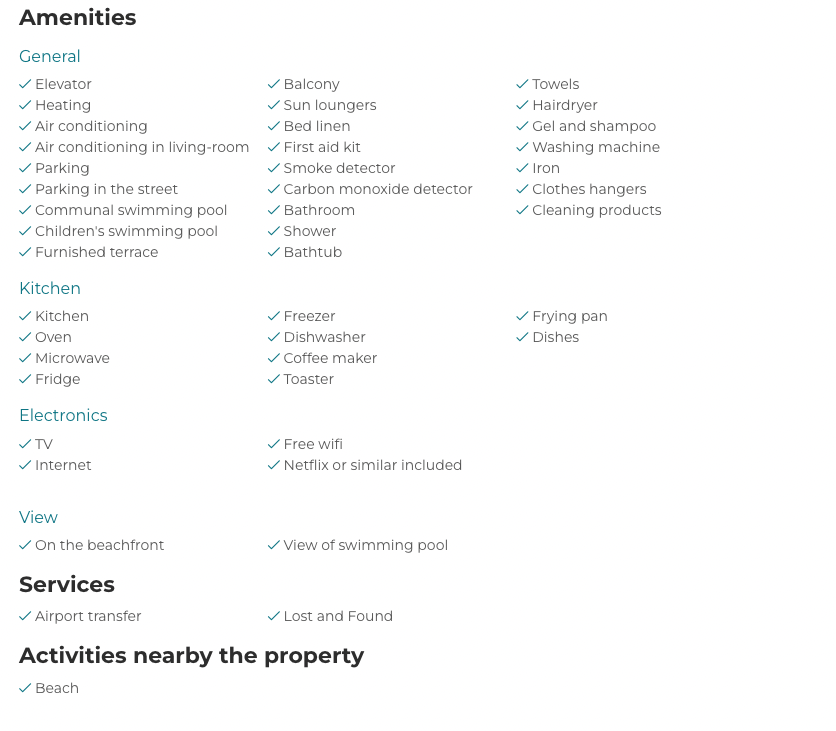 Amenities
General
Elevator
Heating
Air conditioning
Air conditioning in living-room
Parking
Parking in the street
Communal swimming pool
Children's swimming pool
Furnished terrace
Balcony
Sun loungers
Bed linen
First aid kit
Smoke detector
Carbon monoxide detector
Bathroom
Shower
Bathtub
Towels
Hairdryer
Gel and shampoo
Washing machine
Iron
Clothes hangers
Cleaning products
Kitchen
Kitchen
Oven
Microwave
Fridge
Freezer
Dishwasher
Coffee maker
Toaster
Frying pan
Dishes
Electronics
TV
Internet
Free wifi
Netflix or similar included
View
On the beachfront
View of swimming pool
Services
Airport transfer
Lost and Found
Activities nearby the property
Beach